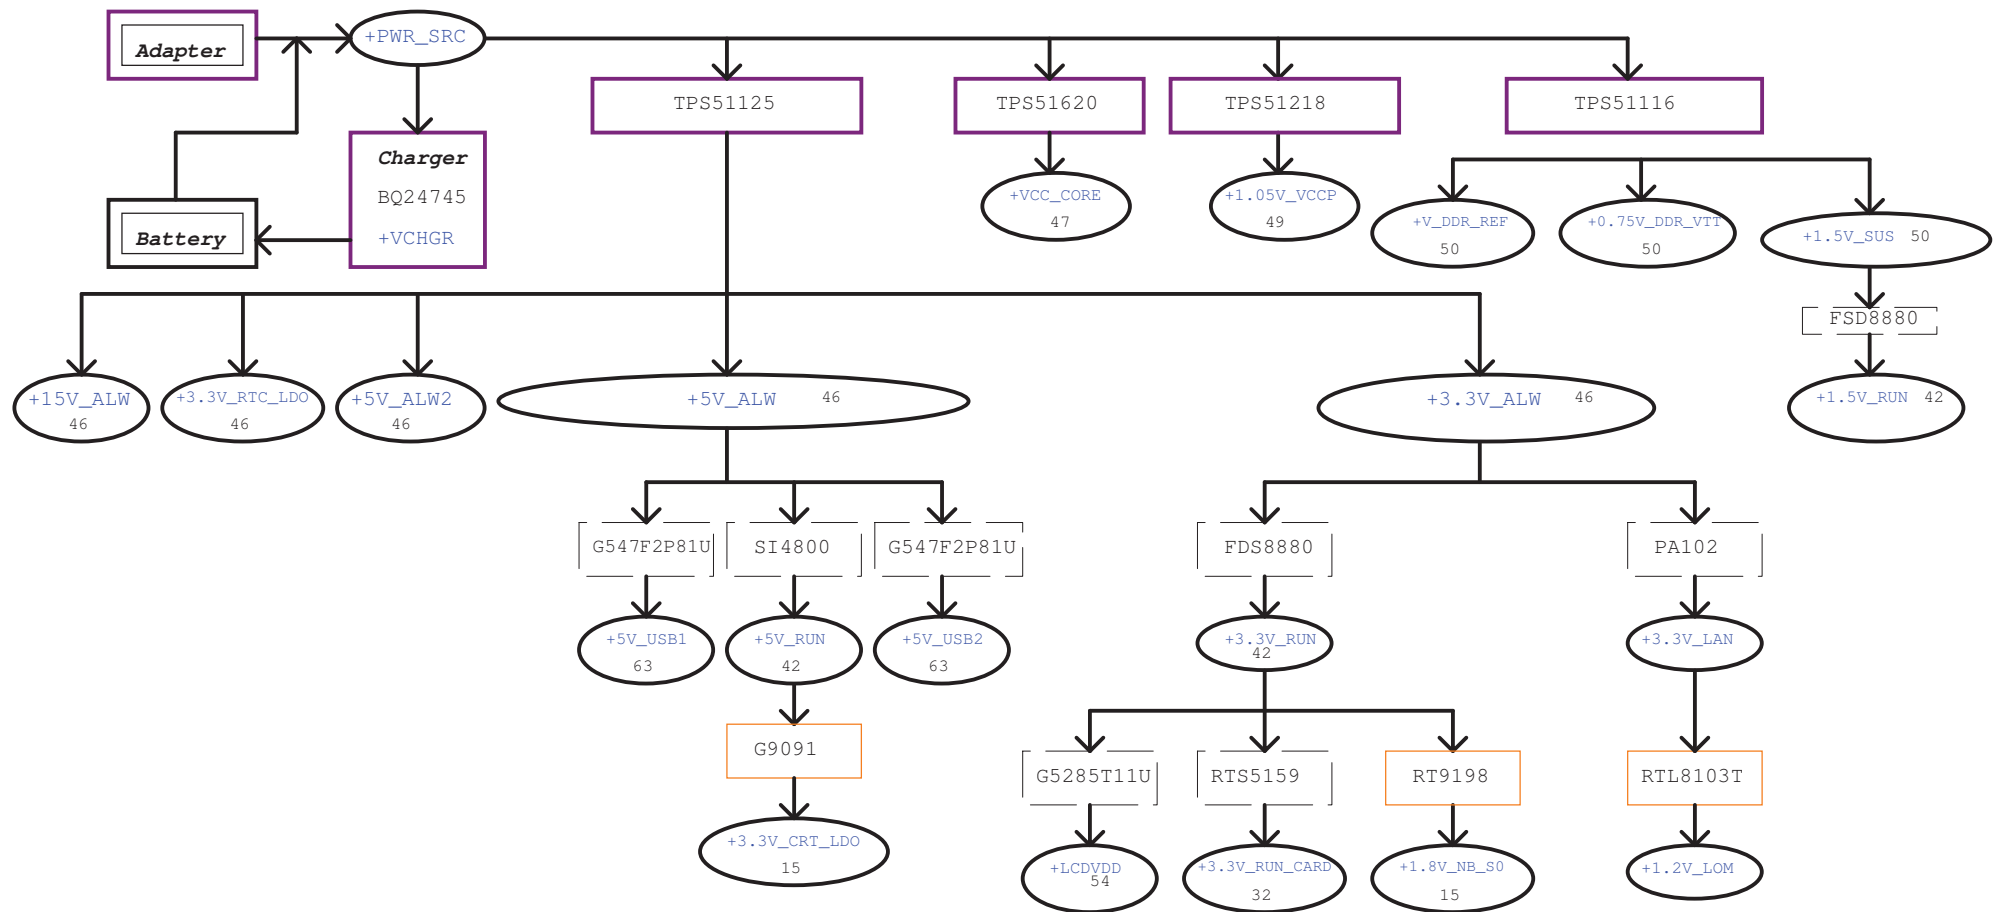 Adapter
+PWR_SRC
TPS51125
TPS51620
TPS51218
TPS51116
Charger
BQ24745
+VCHGR
Battery
+VCC_CORE
47
+1.05V_VCCP
49
+V_DDR_REF
50
+0.75V_DDR_VTT
50
+1.5V_SUS 50
FSD8880
+15V_ALW
46
+3.3V_RTC_LDO
46
+5V_ALW2
46
+5V_ALW 46
+3.3V_ALW 46
+1.5V_RUN 42
G547F2P81U
SI4800
G547F2P81U
FDS8880
PA102
+5V_USB1
63
+5V_RUN
42
+5V_USB2
63
+3.3V_RUN
42
+3.3V_LAN
G9091
G5285T11U
RTS5159
RT9198
RTL8103T
+3.3V_CRT_LDO
15
+LCDVDD
54
+3.3V_RUN_CARD
32
+1.8V_NB_S0
15
+1.2V_LOM